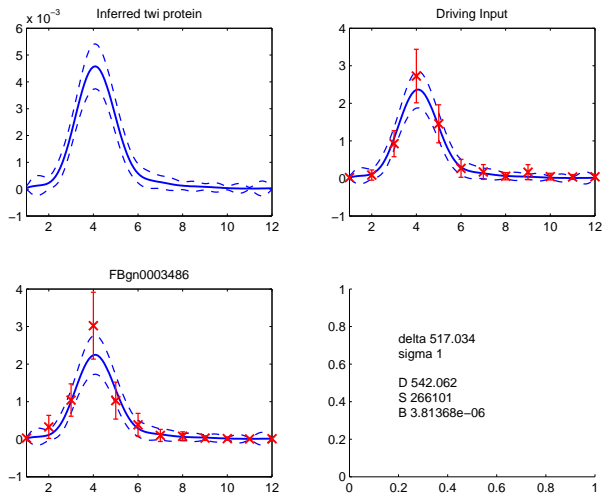 Inferred twi protein
x 10⁻³
6
5
4
3
2
1
0
−1
2 4 6 8 10 12
Driving Input
4
3
2
1
0
−1
2 4 6 8 10 12
FBgn0003486
4
3
2
1
0
−1
2 4 6 8 10 12
1
0.8
0.6
0.4
0.2
0
0 0.2 0.4 0.6 0.8 1
delta 517.034
sigma 1
D 542.062
S 266101
B 3.81368e−06